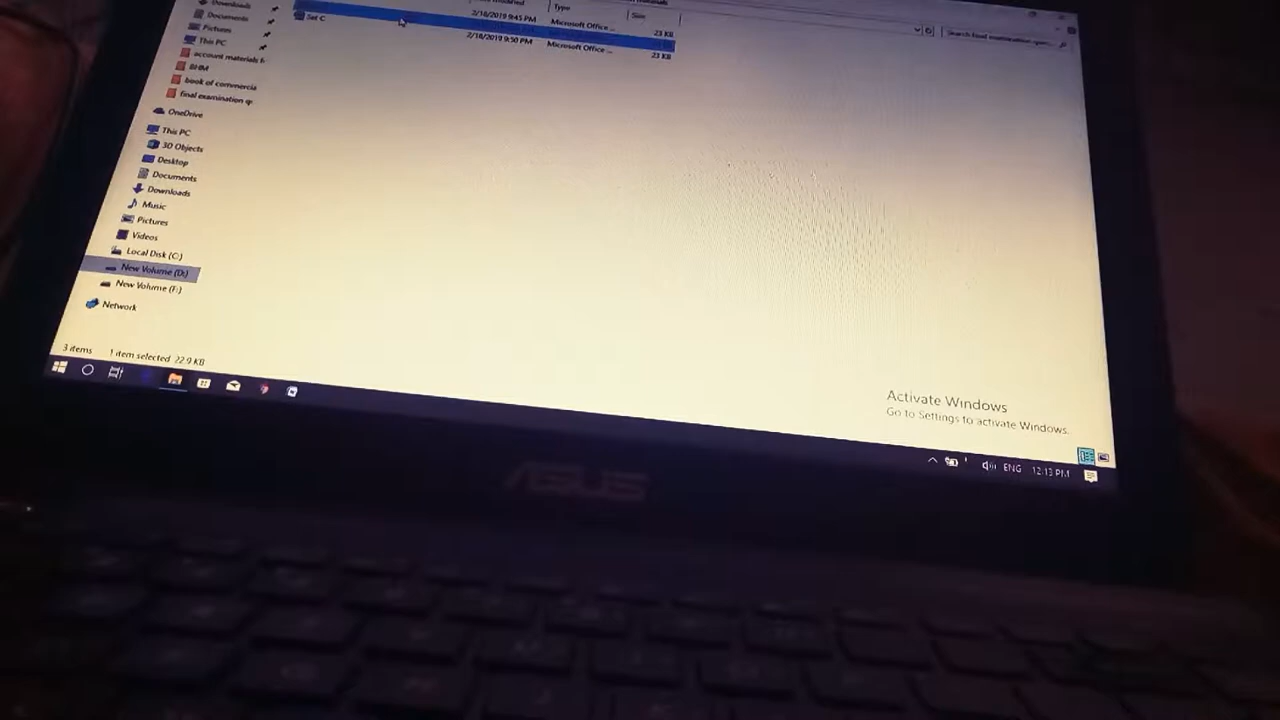 Type
Size
Downloads
2/18/2019 9:45 PM Microsoft Office ... 23 KB
Documents
Set C
2/18/2019 9:50 PM Microsoft Office ... 23 KB
Pictures
This PC
account materials f
BHM
book of commercia
final examination q
OneDrive
This PC
3D Objects
Desktop
Documents
Downloads
Music
Pictures
Videos
Local Disk (C:)
New Volume (D:)
New Volume (F:)
Network
3 items 1 item selected 22.9 KB
Activate Windows
Go to Settings to activate Windows.
ENG 12:13 PM
ASUS